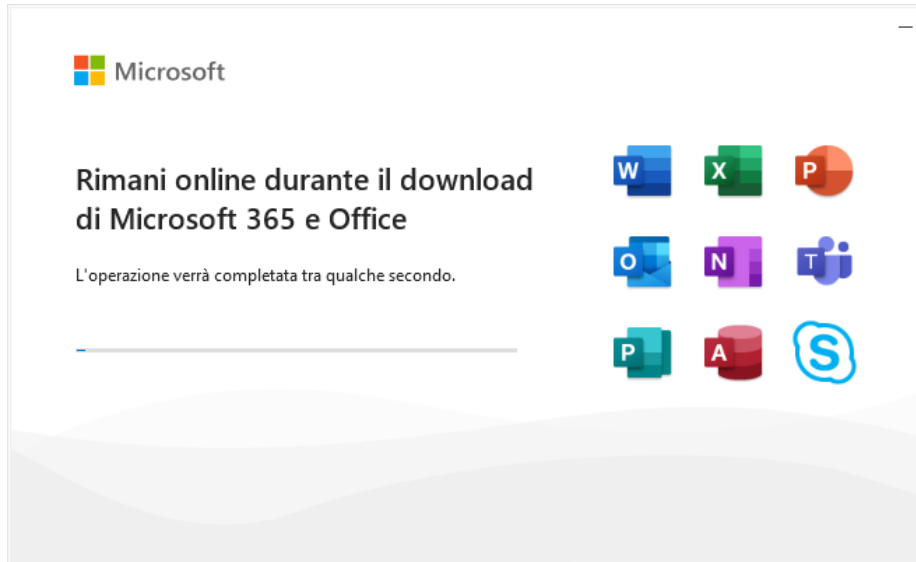 Microsoft
Rimani online durante il download
di Microsoft 365 e Office
L'operazione verrà completata tra qualche secondo.
W
X
P
O
N
T
P
A
S